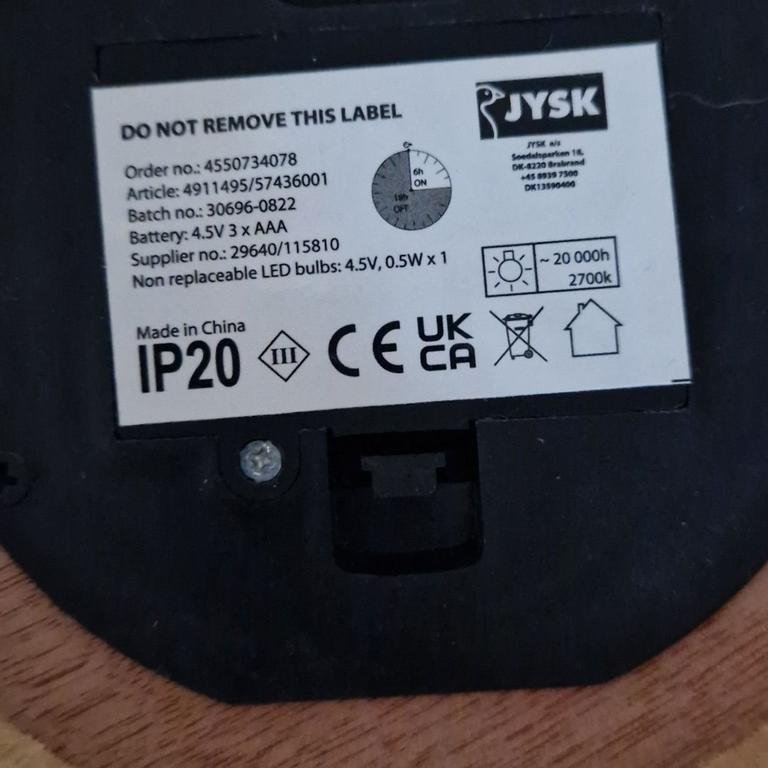 DO NOT REMOVE THIS LABEL
Order no.: 4550734078
Article: 4911495/57436001
Batch no.: 30696-0822
Battery: 4.5V 3 x AAA
Supplier no.: 29640/115810
Non replaceable LED bulbs: 4.5V, 0.5W x 1
6h
ON
18h
OFF
JYSK
JYSK a/s
Soedalsparken 18,
DK-8220 Brabrand
+45 8939 7500
DK13590400
~ 20 000h
2700k
Made in China
IP20
III
CE
UK
CA